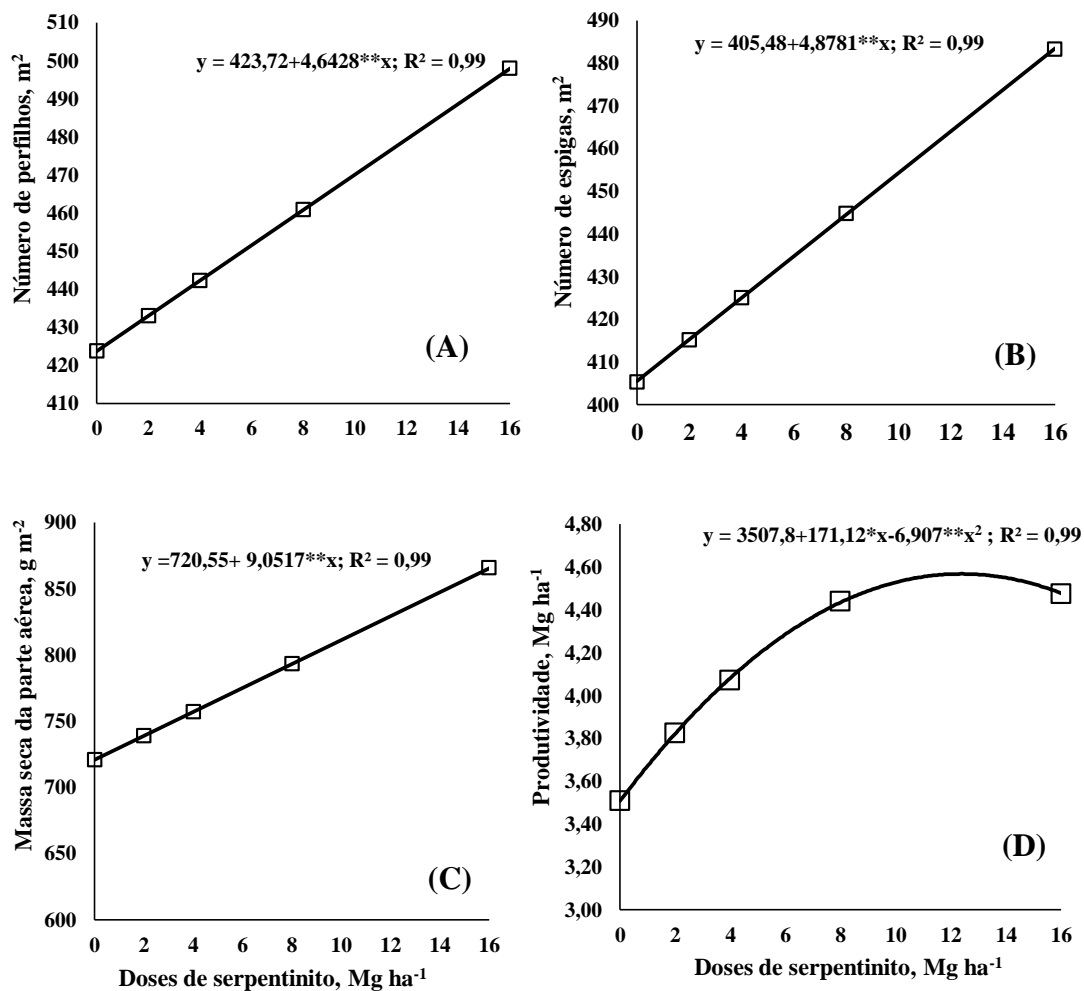 y = 423,72+4,6428**x; R² = 0,99
Número de perfilhos, m²
510
500
490
480
470
460
450
440
430
420
410
0 2 4 6 8 10 12 14 16
(A)
y = 405,48+4,8781**x; R² = 0,99
Número de espigas, m²
490
480
470
460
450
440
430
420
410
400
0 2 4 6 8 10 12 14 16
(B)
y =720,55+ 9,0517**x; R² = 0,99
Massa seca da parte aérea, g m⁻²
900
850
800
750
700
650
600
0 2 4 6 8 10 12 14 16
Doses de serpentinito, Mg ha⁻¹
(C)
y = 3507,8+171,12*x-6,907**x² ; R² = 0,99
Produtividade, Mg ha⁻¹
4,80
4,60
4,40
4,20
4,00
3,80
3,60
3,40
3,20
3,00
0 2 4 6 8 10 12 14 16
Doses de serpentinito, Mg ha⁻¹
(D)